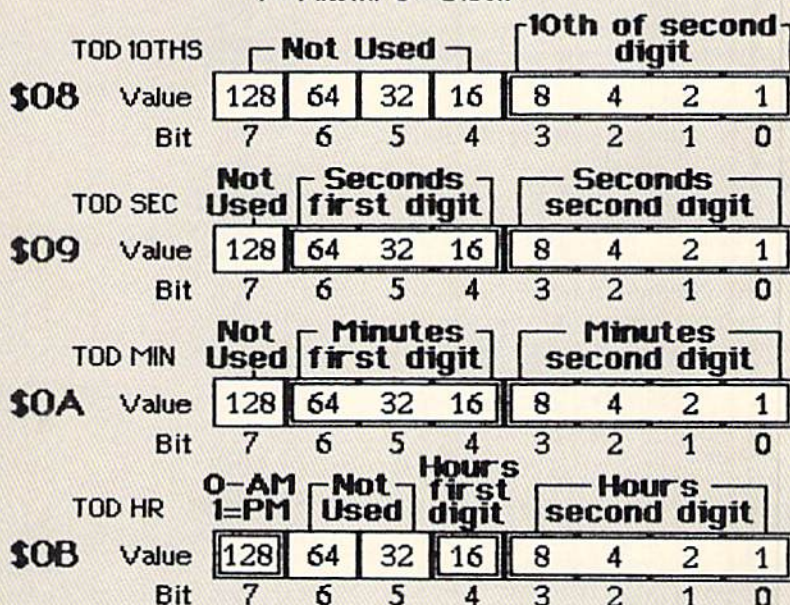 10th of second
TOD 10THS Not Used digit
$08 Value 128 64 32 16 8 4 2 1
Bit 7 6 5 4 3 2 1 0
Not Seconds Seconds
TOD SEC Used first digit second digit
$09 Value 128 64 32 16 8 4 2 1
Bit 7 6 5 4 3 2 1 0
Not Minutes Minutes
TOD MIN Used first digit second digit
$0A Value 128 64 32 16 8 4 2 1
Bit 7 6 5 4 3 2 1 0
0-AM Not Hours first Hours
TOD HR 1=PM Used digit second digit
$0B Value 128 64 32 16 8 4 2 1
Bit 7 6 5 4 3 2 1 0